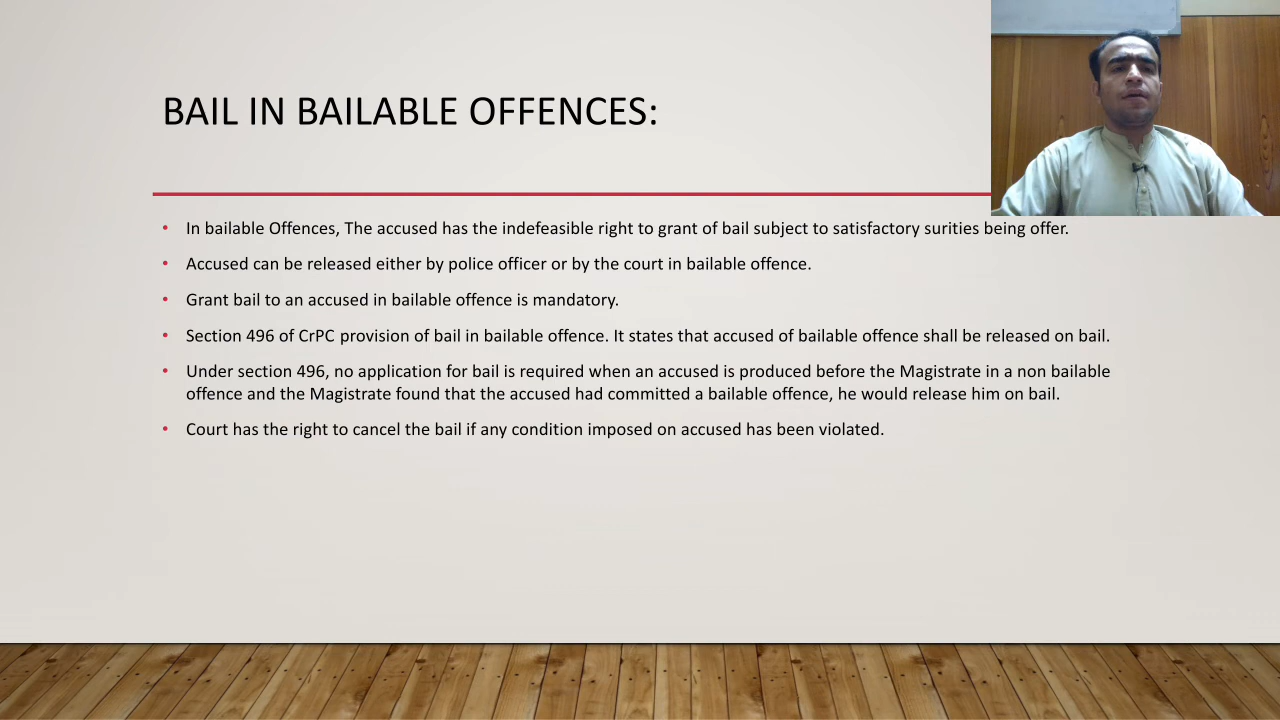 BAIL IN BAILABLE OFFENCES:
• In bailable Offences, The accused has the indefeasible right to grant of bail subject to satisfactory surities being offer.
• Accused can be released either by police officer or by the court in bailable offence.
• Grant bail to an accused in bailable offence is mandatory.
• Section 496 of CrPC provision of bail in bailable offence. It states that accused of bailable offence shall be released on bail.
• Under section 496, no application for bail is required when an accused is produced before the Magistrate in a non bailable
offence and the Magistrate found that the accused had committed a bailable offence, he would release him on bail.
• Court has the right to cancel the bail if any condition imposed on accused has been violated.